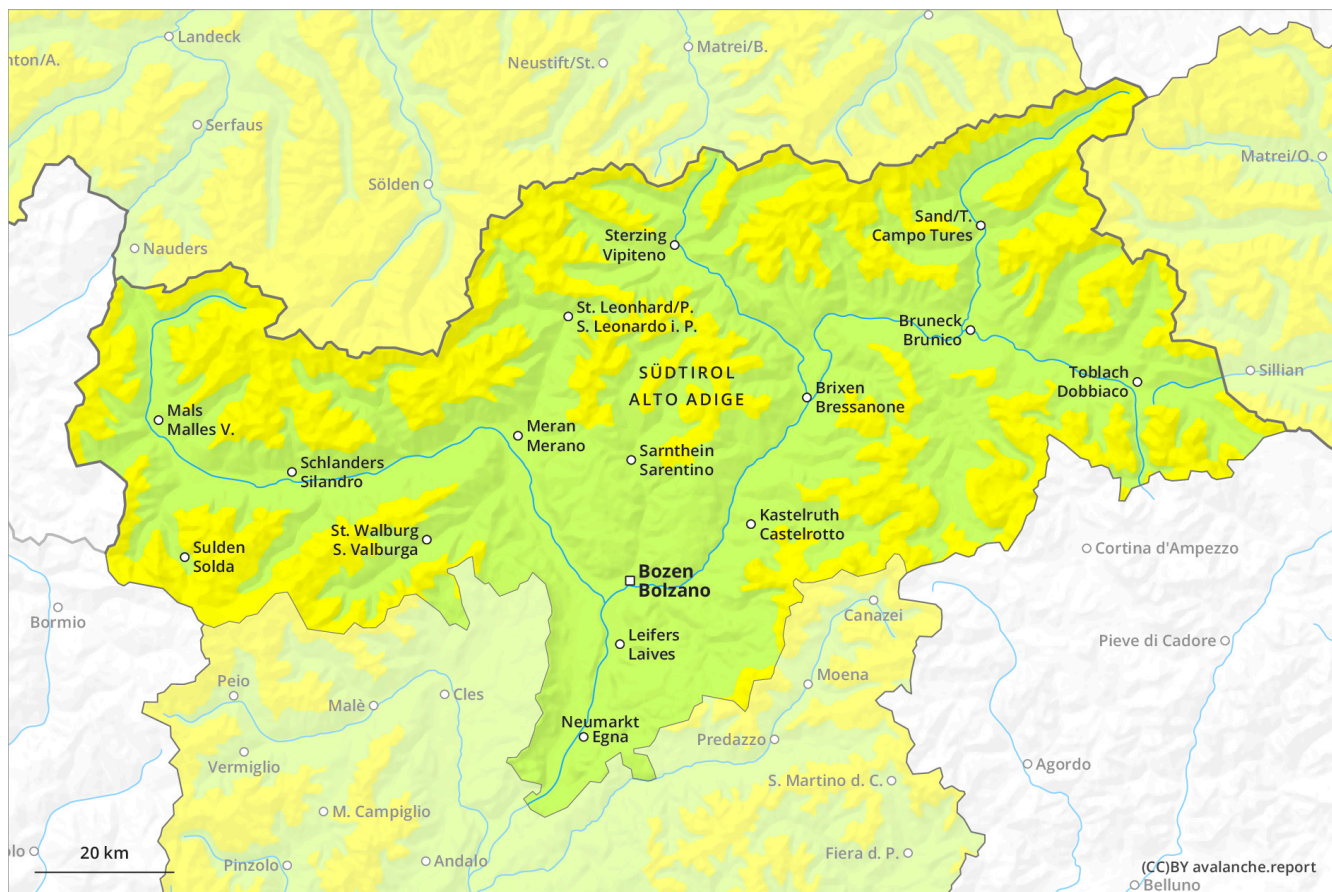 Landeck
nton/A.
Matrei/B.
Neustift/St.
Serfaus
Matrei/O.
Sölden
Sand/T.
Campo Tures
Sterzing
Vipiteno
Nauders
St. Leonhard/P.
S. Leonardo i. P.
Bruneck
Brunico
SÜDTIROL
ALTO ADIGE
Toblach
Dobbiaco
Sillian
Brixen
Bressanone
Mals
Malles V.
Meran
Merano
Schlanders
Silandro
Sarnthein
Sarentino
Kastelruth
Castelrotto
St. Walburg
S. Valburga
Sulden
Solda
Cortina d'Ampezzo
Bozen
Bolzano
Bormio
Canazei
Leifers
Laives
Pieve di Cadore
Peio
Malè
Cles
Moena
Neumarkt
Egna
Predazzo
Vermiglio
Agordo
S. Martino d. C.
M. Campiglio
olo
20 km
Pinzolo
Andalo
Fiera d. P.
(CC)BY avalanche.report
Belluno